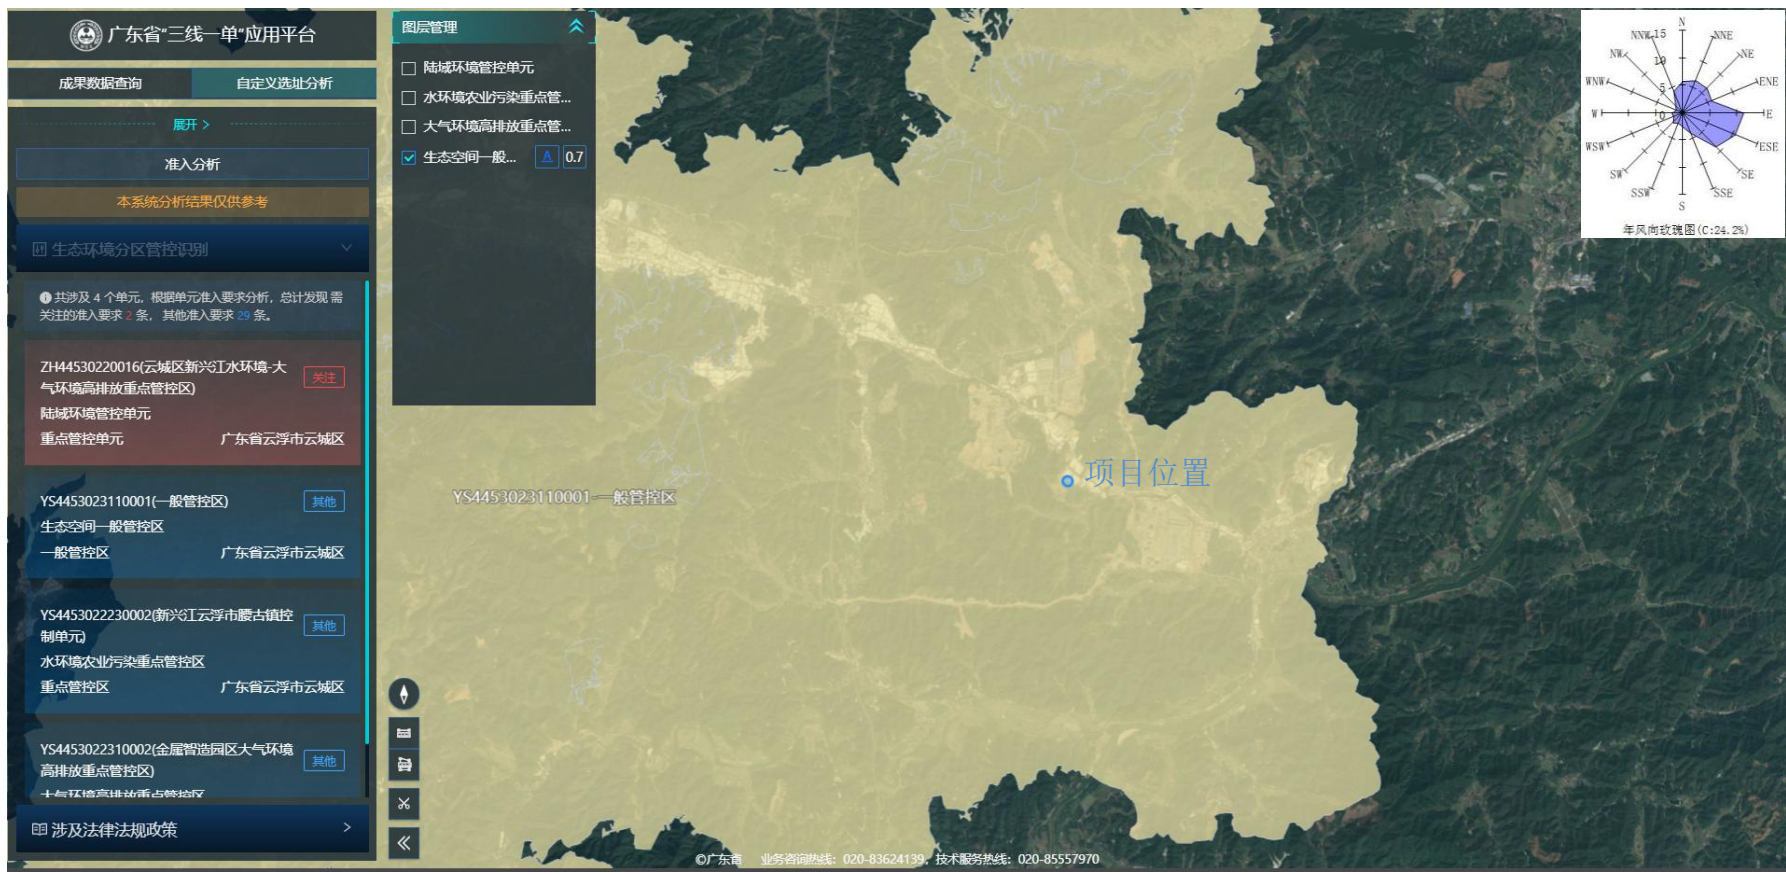 广东省“三线一单”应用平台
成果数据查询
自定义选址分析
展开 >
准入分析
本系统分析结果仅供参考
生态环境分区管控识别
共涉及 4 个单元，根据单元准入要求分析，总计发现 需
关注的准入要求 2 条， 其他准入要求 29 条。
ZH44530220016(云城区新兴江水环境-大
气环境高排放重点管控区)
关注
陆域环境管控单元
重点管控单元
广东省云浮市云城区
YS4453023110001(一般管控区)
其他
生态空间一般管控区
一般管控区
广东省云浮市云城区
YS4453022230002(新兴江云浮市腰古镇控
制单元)
其他
水环境农业污染重点管控区
重点管控区
广东省云浮市云城区
YS4453022310002(金属智造园区大气环境
高排放重点管控区)
其他
大气环境高排放重点管控区
涉及法律法规政策
图层管理
陆域环境管控单元
水环境农业污染重点管...
大气环境高排放重点管...
生态空间一般... A 0.7
YS4453023110001-一般管控区
项目位置
N
NNW 15 NNE
NW 10 NE
WNW 5 ENE
W 0 E
WSW ESE
SW SE
SSW SSE
S
年风向玫瑰图(C:24.2%)
©广东省 业务咨询热线：020-83624139，技术服务热线：020-85557970